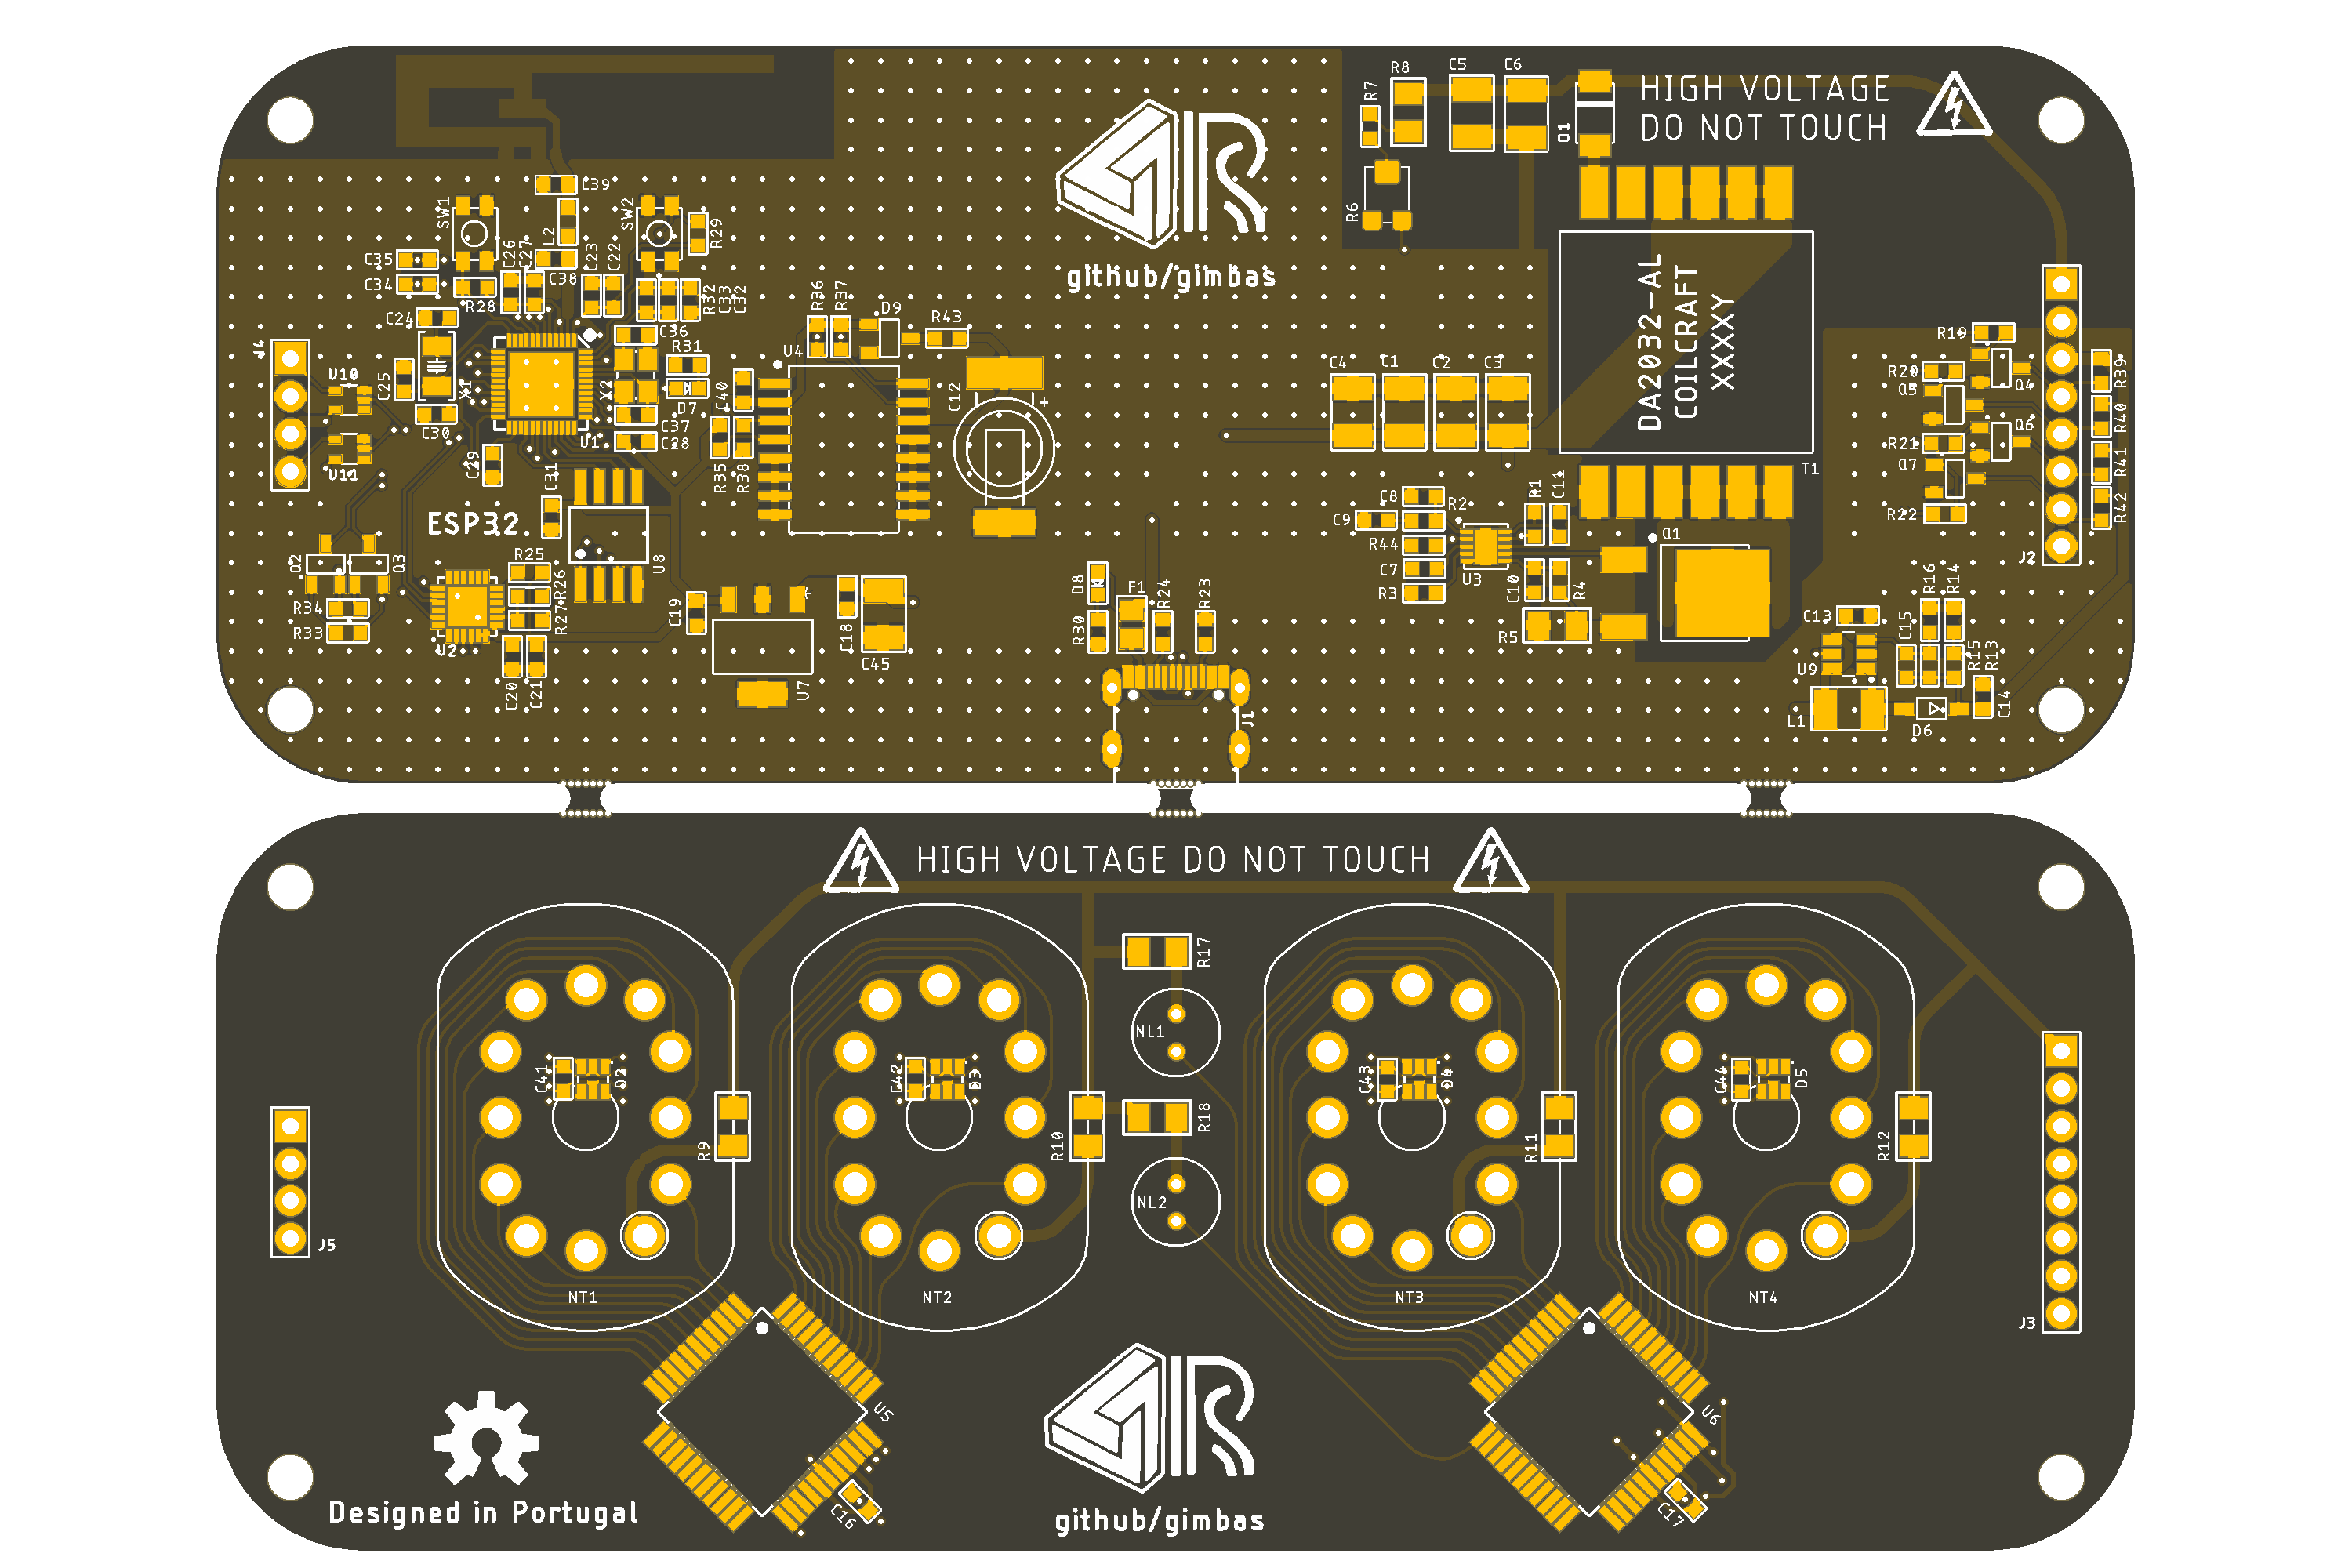 HIGH VOLTAGE
DO NOT TOUCH
R7
R8
C5
C6
D1
R6
github/gimbas
C39
SW1
L2
SW2
R29
C35
C34
R28
C26
C27
C38
C23
C22
R32
C33
C32
C24
C36
R31
X1
X2
D7
C25
C30
U1
C37
C28
C40
J4
U10
U11
C29
C31
ESP32
U8
R35
R38
U4
R36
R37
D9
R43
C12
+
DA2032-AL
COILCRAFT
XXXXY
T1
C4
C1
C2
C3
C8
C9
R2
R44
C7
R3
U3
R1
C11
C10
R4
R5
Q1
R19
R20
Q5
Q4
R21
Q6
Q7
R22
R39
R40
R41
R42
J2
Q2
Q3
R34
R33
U2
R25
R26
R27
C20
C21
C19
U7
+
C18
C45
D8
F1
R24
R23
R30
J1
C13
U9
C15
R16
R14
R15
R13
C14
L1
D6
HIGH VOLTAGE DO NOT TOUCH
R17
NL1
R18
NL2
C41
D2
C42
D3
C43
D4
C44
D5
R9
R10
R11
R12
J5
J3
NT1
NT2
NT3
NT4
U5
U6
C16
C17
Designed in Portugal
github/gimbas